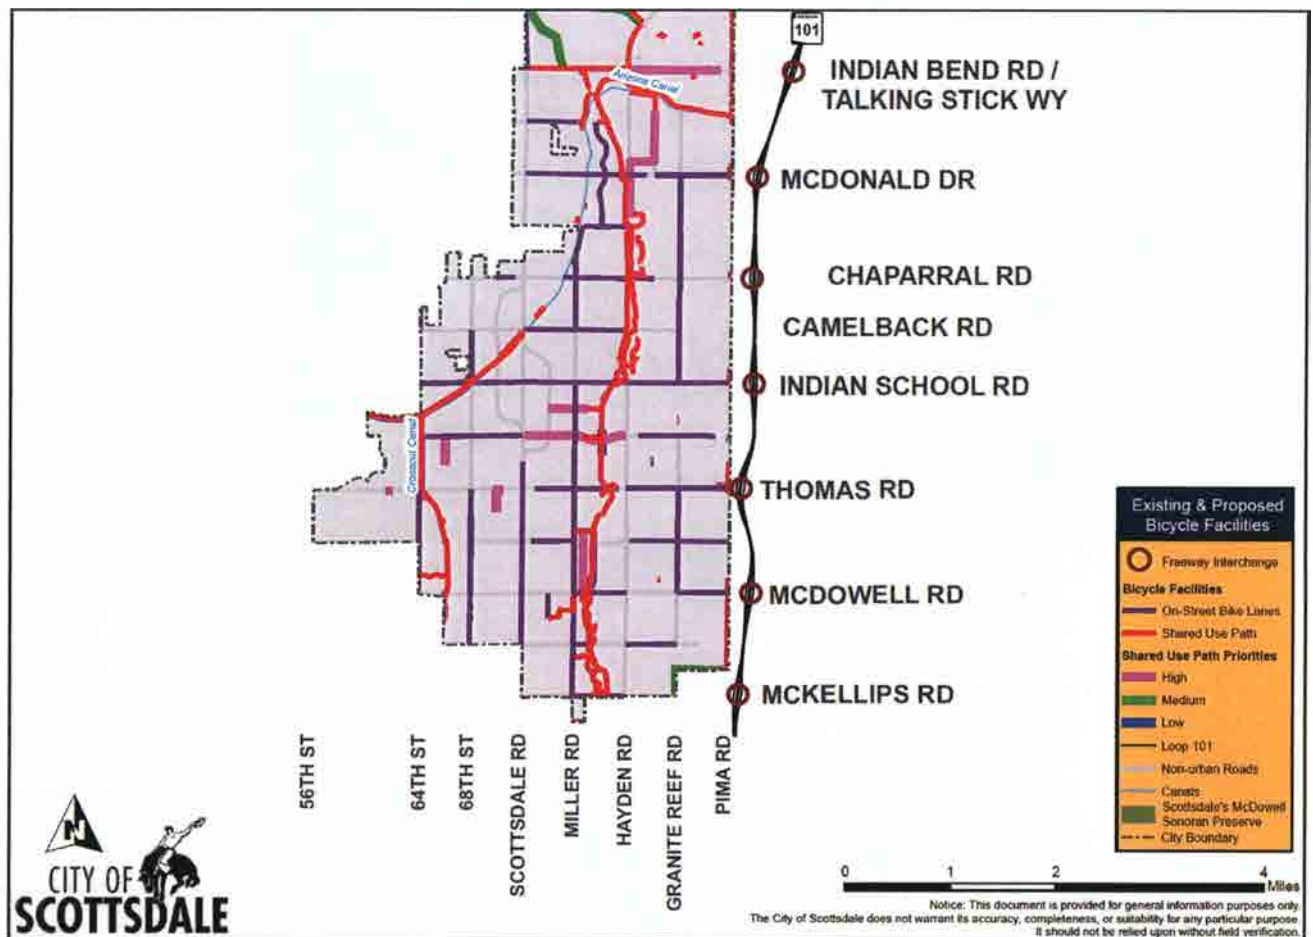 101
Arizona Canal
INDIAN BEND RD /
TALKING STICK WY
MCDONALD DR
CHAPARRAL RD
CAMELBACK RD
INDIAN SCHOOL RD
Crosscut Canal
THOMAS RD
MCDOWELL RD
MCKELLIPS RD
56TH ST
64TH ST
68TH ST
SCOTTSDALE RD
MILLER RD
HAYDEN RD
GRANITE REEF RD
PIMA RD
Existing & Proposed
Bicycle Facilities
Freeway Interchange
Bicycle Facilities
On-Street Bike Lanes
Shared Use Path
Shared Use Path Priorities
High
Medium
Low
Loop 101
Non-urban Roads
Canals
Scottsdale's McDowell
Sonoran Preserve
City Boundary
N
CITY OF
SCOTTSDALE
0 1 2 4
Miles
Notice: This document is provided for general information purposes only.
The City of Scottsdale does not warrant its accuracy, completeness, or suitability for any particular purpose.
It should not be relied upon without field verification.